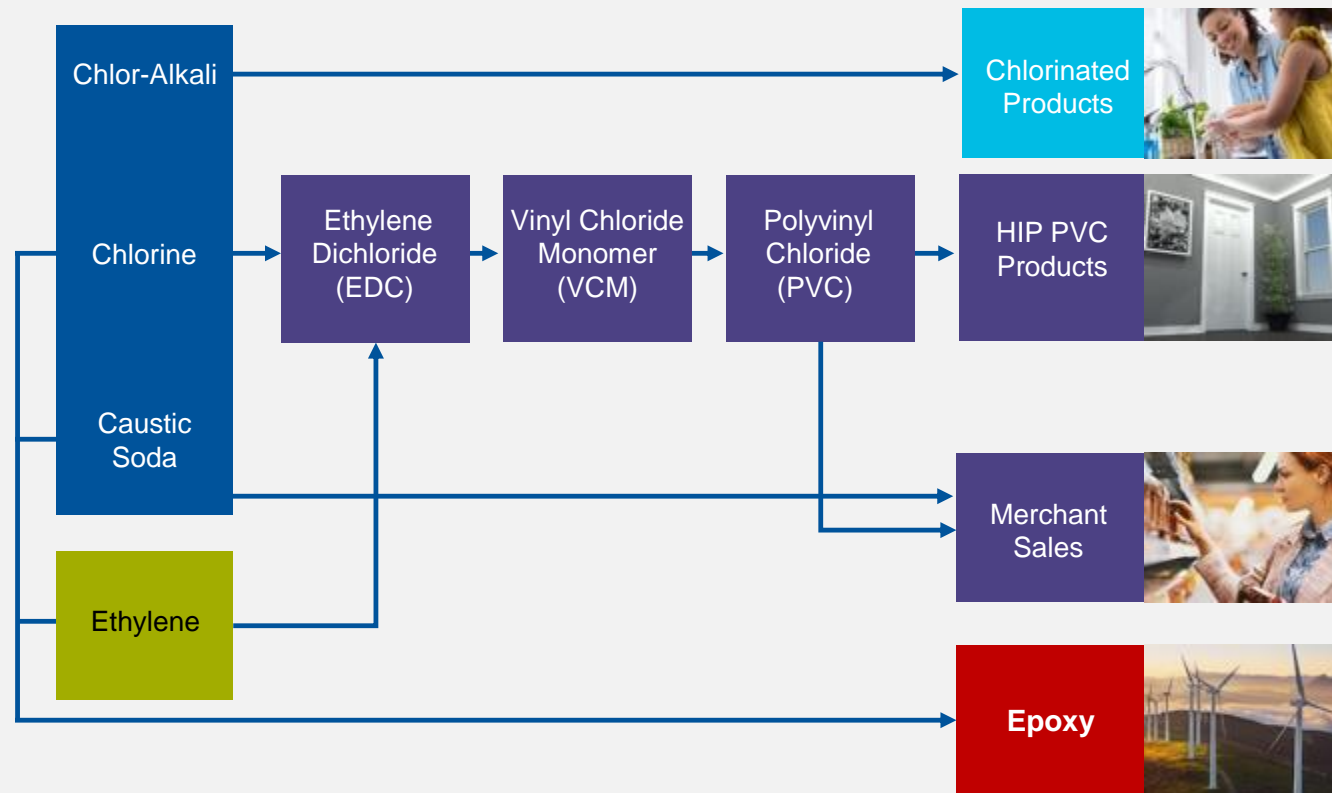 Chlor-Alkali
Chlorinated
Products
Chlorine
Ethylene
Dichloride
(EDC)
Vinyl Chloride
Monomer
(VCM)
Polyvinyl
Chloride
(PVC)
HIP PVC
Products
Caustic
Soda
Merchant
Sales
Ethylene
Epoxy